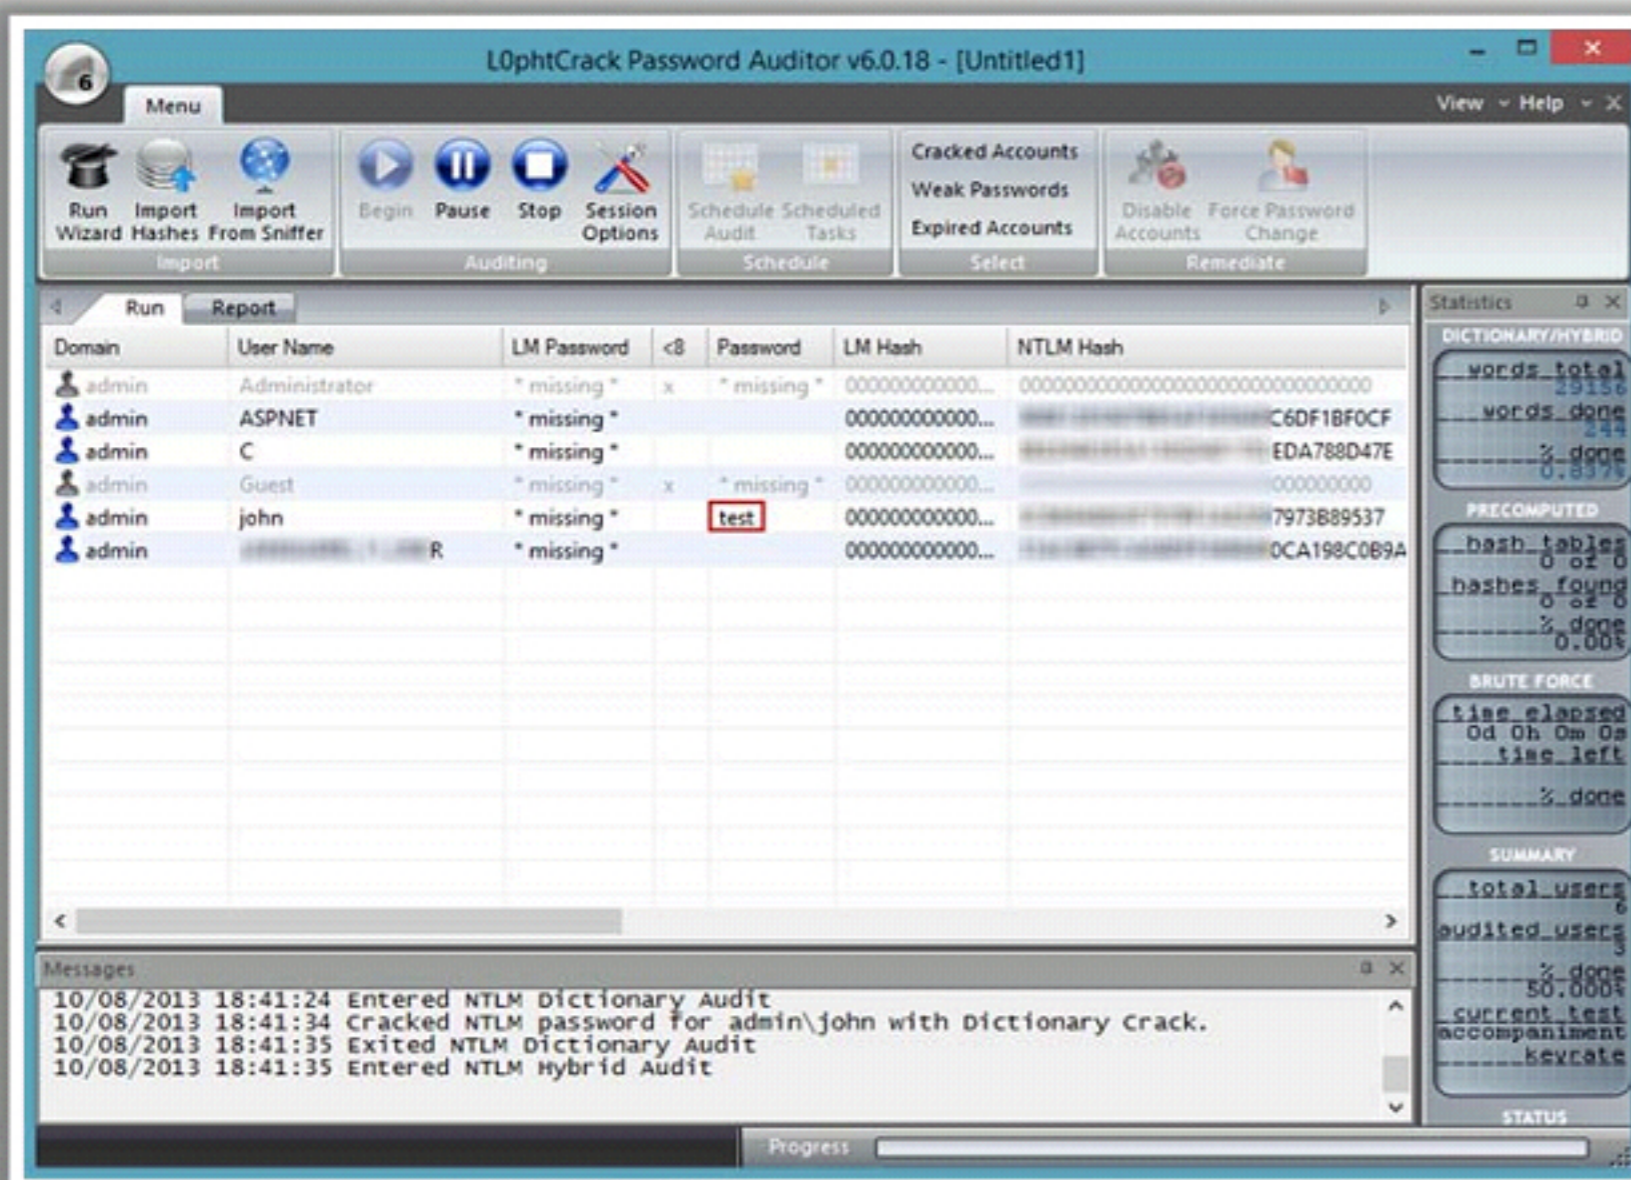 L0phtCrack Password Auditor v6.0.18 - [Untitled1]
6
Menu
View Help
Run Wizard
Import Hashes
Import From Sniffer
Import
Begin
Pause
Stop
Session Options
Auditing
Schedule Audit
Scheduled Tasks
Schedule
Cracked Accounts
Weak Passwords
Expired Accounts
Select
Disable Accounts
Force Password Change
Remediate
Run Report
Domain User Name LM Password <8 Password LM Hash NTLM Hash
admin Administrator * missing * x * missing * 000000000000... 00000000000000000000000000000000
admin ASPNET * missing * 000000000000... C6DF1BF0CF
admin C * missing * 000000000000... EDA788D47E
admin Guest * missing * x * missing * 000000000000... 000000000
admin john * missing * test 000000000000... 7973B89537
admin R * missing * 000000000000... 0CA198C0B9A
Statistics
DICTIONARY/HYBRID
words total
29156
words done
244
% done
0.837%
PRECOMPUTED
hash tables
0 of 0
hashes found
0 of 0
% done
0.00%
BRUTE FORCE
time elapsed
0d 0h 0m 0s
time left
% done
SUMMARY
total users
6
audited users
3
% done
50.000%
current test
accompaniment
keyrate
STATUS
Messages
10/08/2013 18:41:24 Entered NTLM Dictionary Audit
10/08/2013 18:41:34 Cracked NTLM password for admin\john with Dictionary Crack.
10/08/2013 18:41:35 Exited NTLM Dictionary Audit
10/08/2013 18:41:35 Entered NTLM Hybrid Audit
Progress